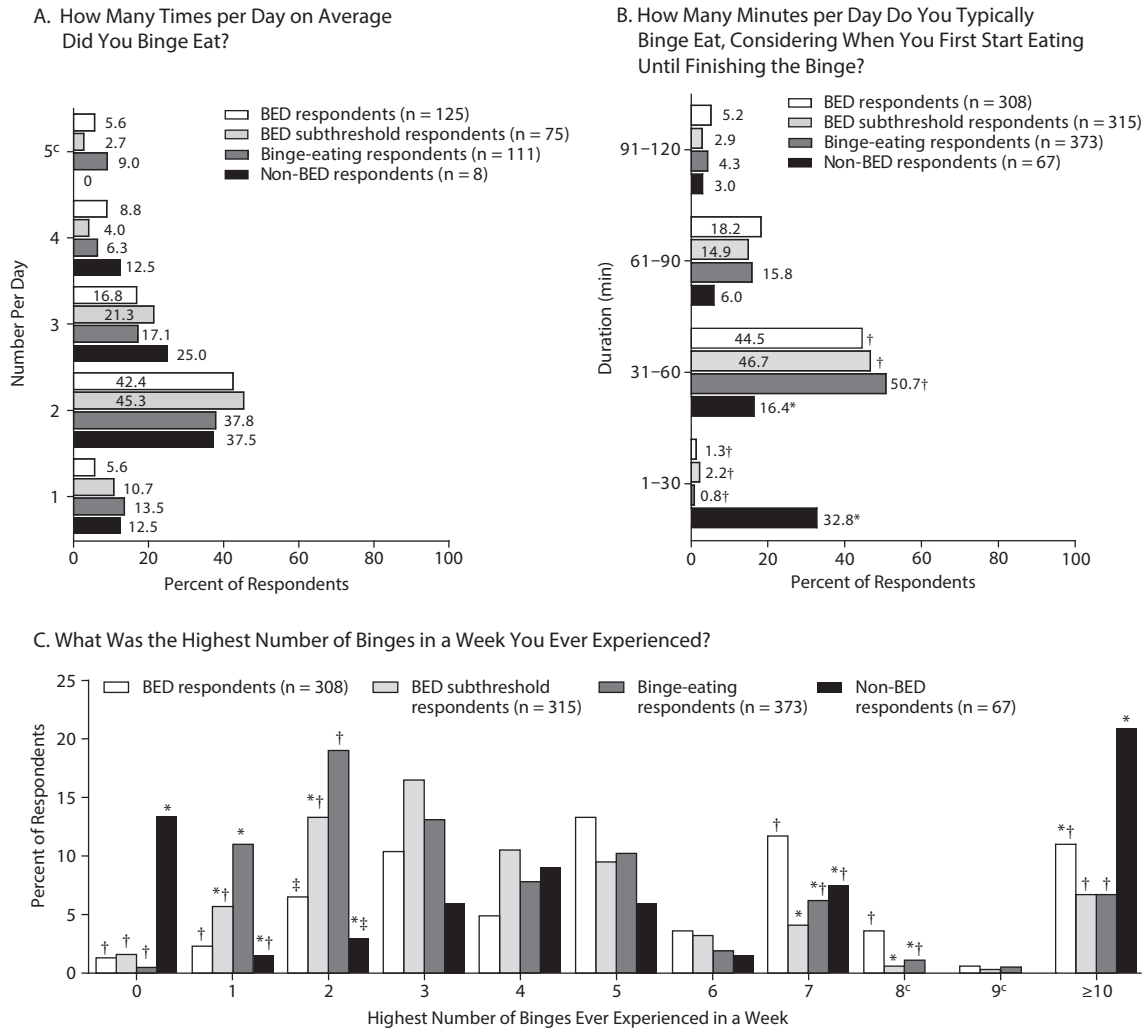 A. How Many Times per Day on Average
Did You Binge Eat?
BED respondents (n = 125)
BED subthreshold respondents (n = 75)
Binge-eating respondents (n = 111)
Non-BED respondents (n = 8)
Number Per Day
5c
5.6
2.7
9.0
0
4
8.8
4.0
6.3
12.5
3
16.8
21.3
17.1
25.0
2
42.4
45.3
37.8
37.5
1
5.6
10.7
13.5
12.5
0 20 40 60 80 100
Percent of Respondents
B. How Many Minutes per Day Do You Typically
Binge Eat, Considering When You First Start Eating
Until Finishing the Binge?
BED respondents (n = 308)
BED subthreshold respondents (n = 315)
Binge-eating respondents (n = 373)
Non-BED respondents (n = 67)
Duration (min)
91–120
5.2
2.9
4.3
3.0
61–90
18.2
14.9
15.8
6.0
31–60
44.5 †
46.7 †
50.7†
16.4*
1–30
1.3†
2.2†
0.8†
32.8*
0 20 40 60 80 100
Percent of Respondents
C. What Was the Highest Number of Binges in a Week You Ever Experienced?
BED respondents (n = 308)
BED subthreshold
respondents (n = 315)
Binge-eating
respondents (n = 373)
Non-BED
respondents (n = 67)
Percent of Respondents
25
20
15
10
5
0
† † † *
† *† * *†
‡ *† † *‡
† * *† *†
† * *†
*† † † *
0 1 2 3 4 5 6 7 8c 9c ≥10
Highest Number of Binges Ever Experienced in a Week